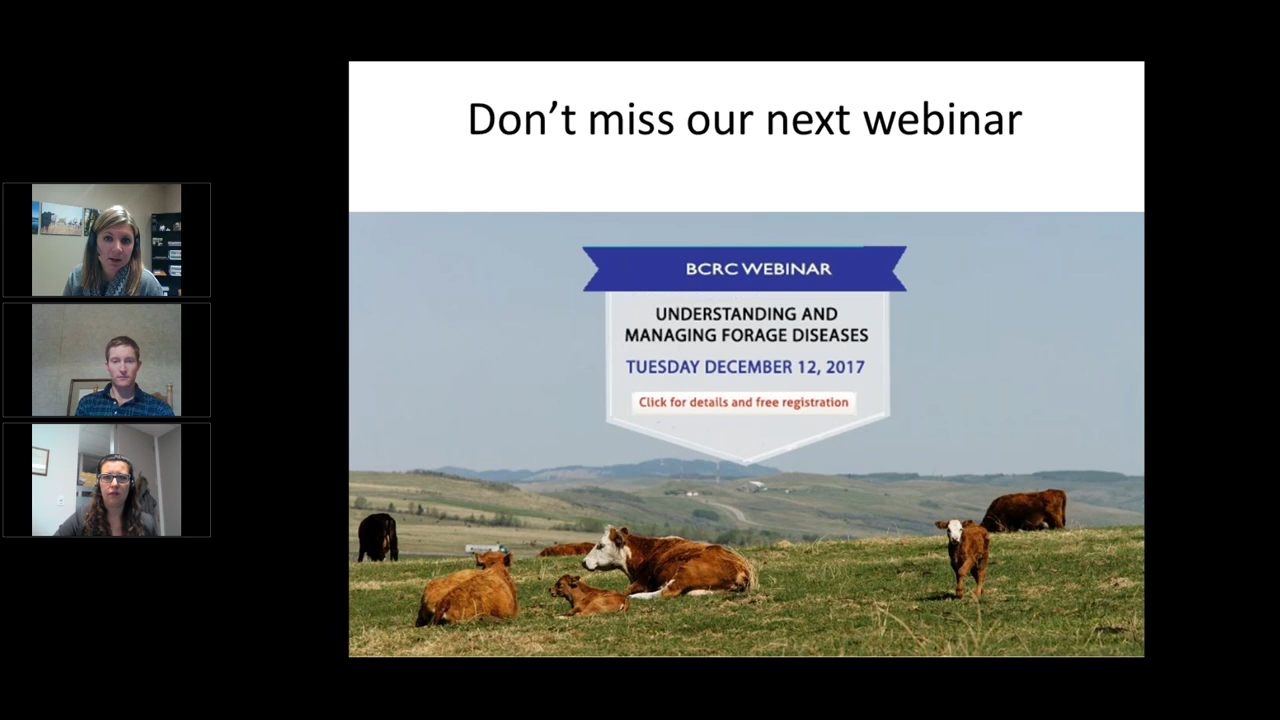 Don’t miss our next webinar
BCRC WEBINAR
UNDERSTANDING AND
MANAGING FORAGE DISEASES
TUESDAY DECEMBER 12, 2017
Click for details and free registration